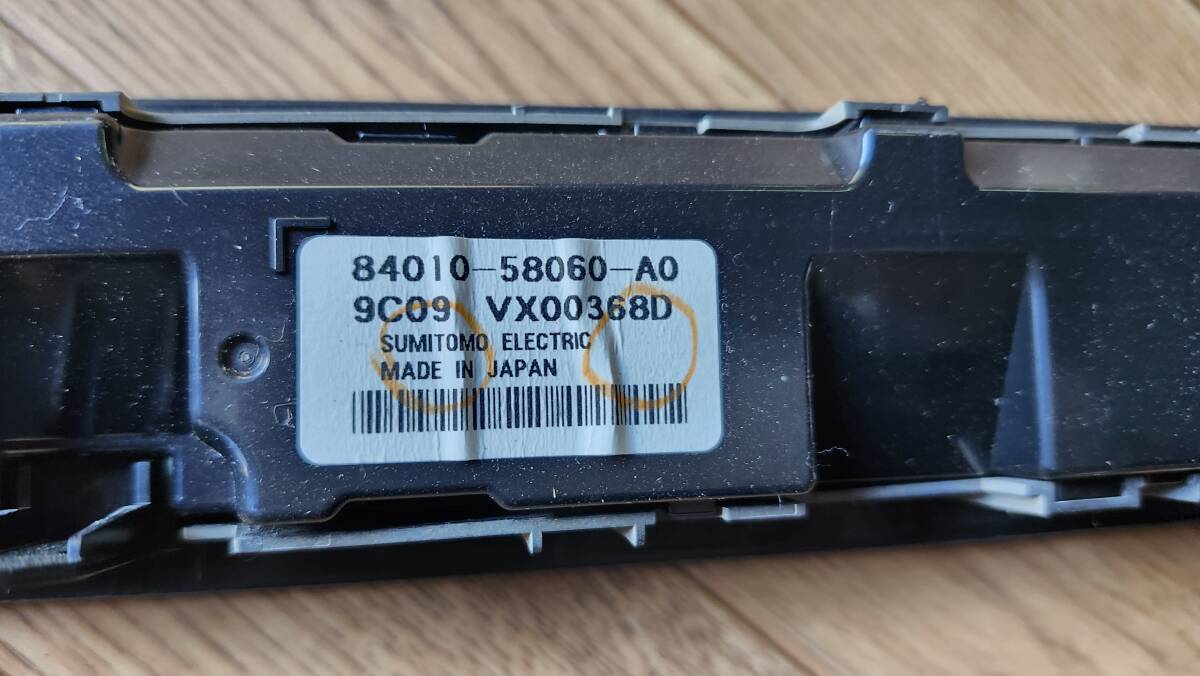 84010-58060-A0
9C09 VX00368D
SUMITOMO ELECTRIC
MADE IN JAPAN